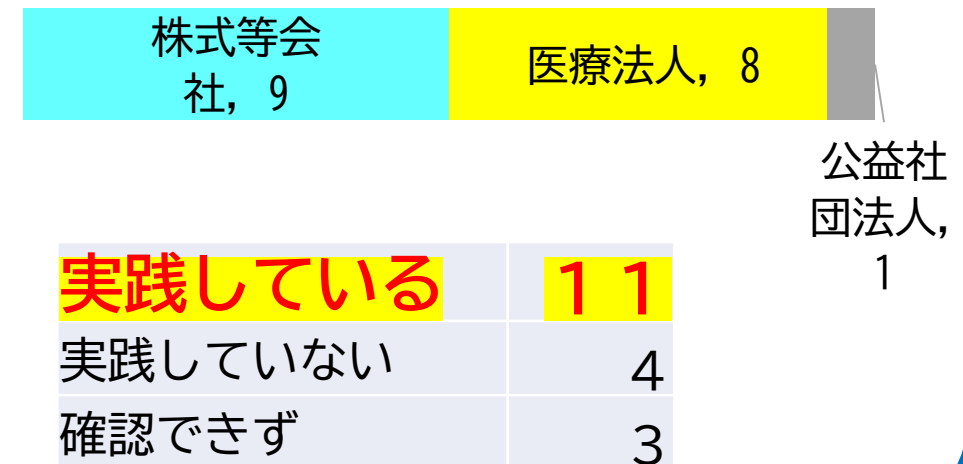 株式等会
社, 9
医療法人, 8
公益社
団法人,
1
実践している １１
実践していない 4
確認できず 3